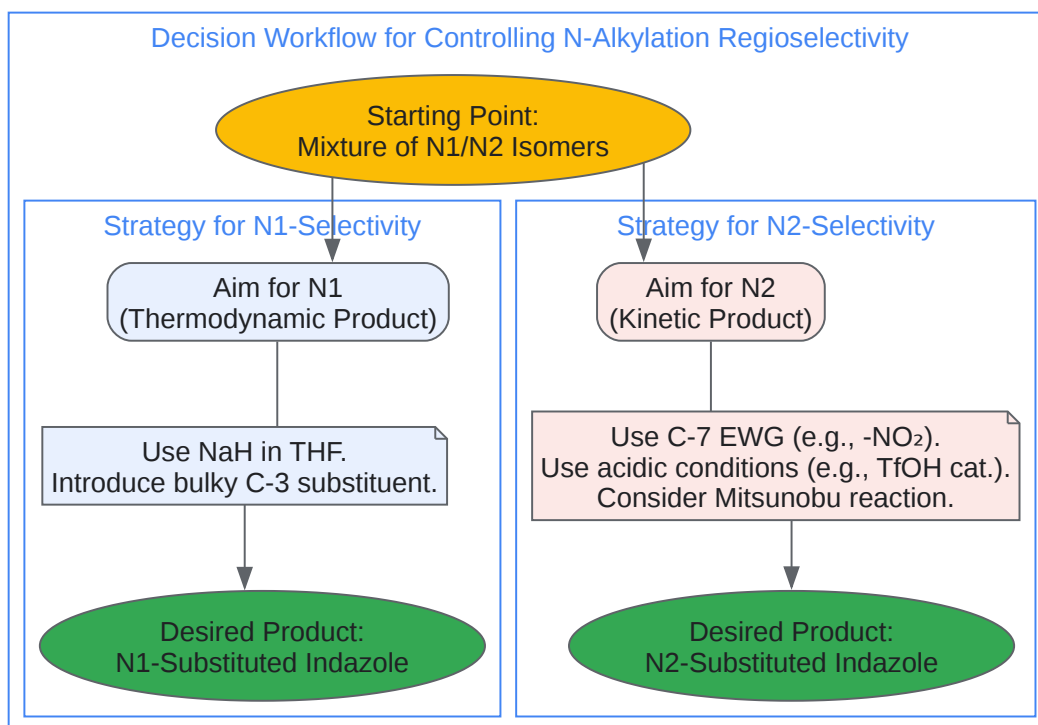 Decision Workflow for Controlling N-Alkylation Regioselectivity
Starting Point:
Mixture of N1/N2 Isomers
Strategy for N1-Selectivity
Aim for N1
(Thermodynamic Product)
Use NaH in THF.
Introduce bulky C-3 substituent.
Desired Product:
N1-Substituted Indazole
Strategy for N2-Selectivity
Aim for N2
(Kinetic Product)
Use C-7 EWG (e.g., -NO₂).
Use acidic conditions (e.g., TfOH cat.).
Consider Mitsunobu reaction.
Desired Product:
N2-Substituted Indazole